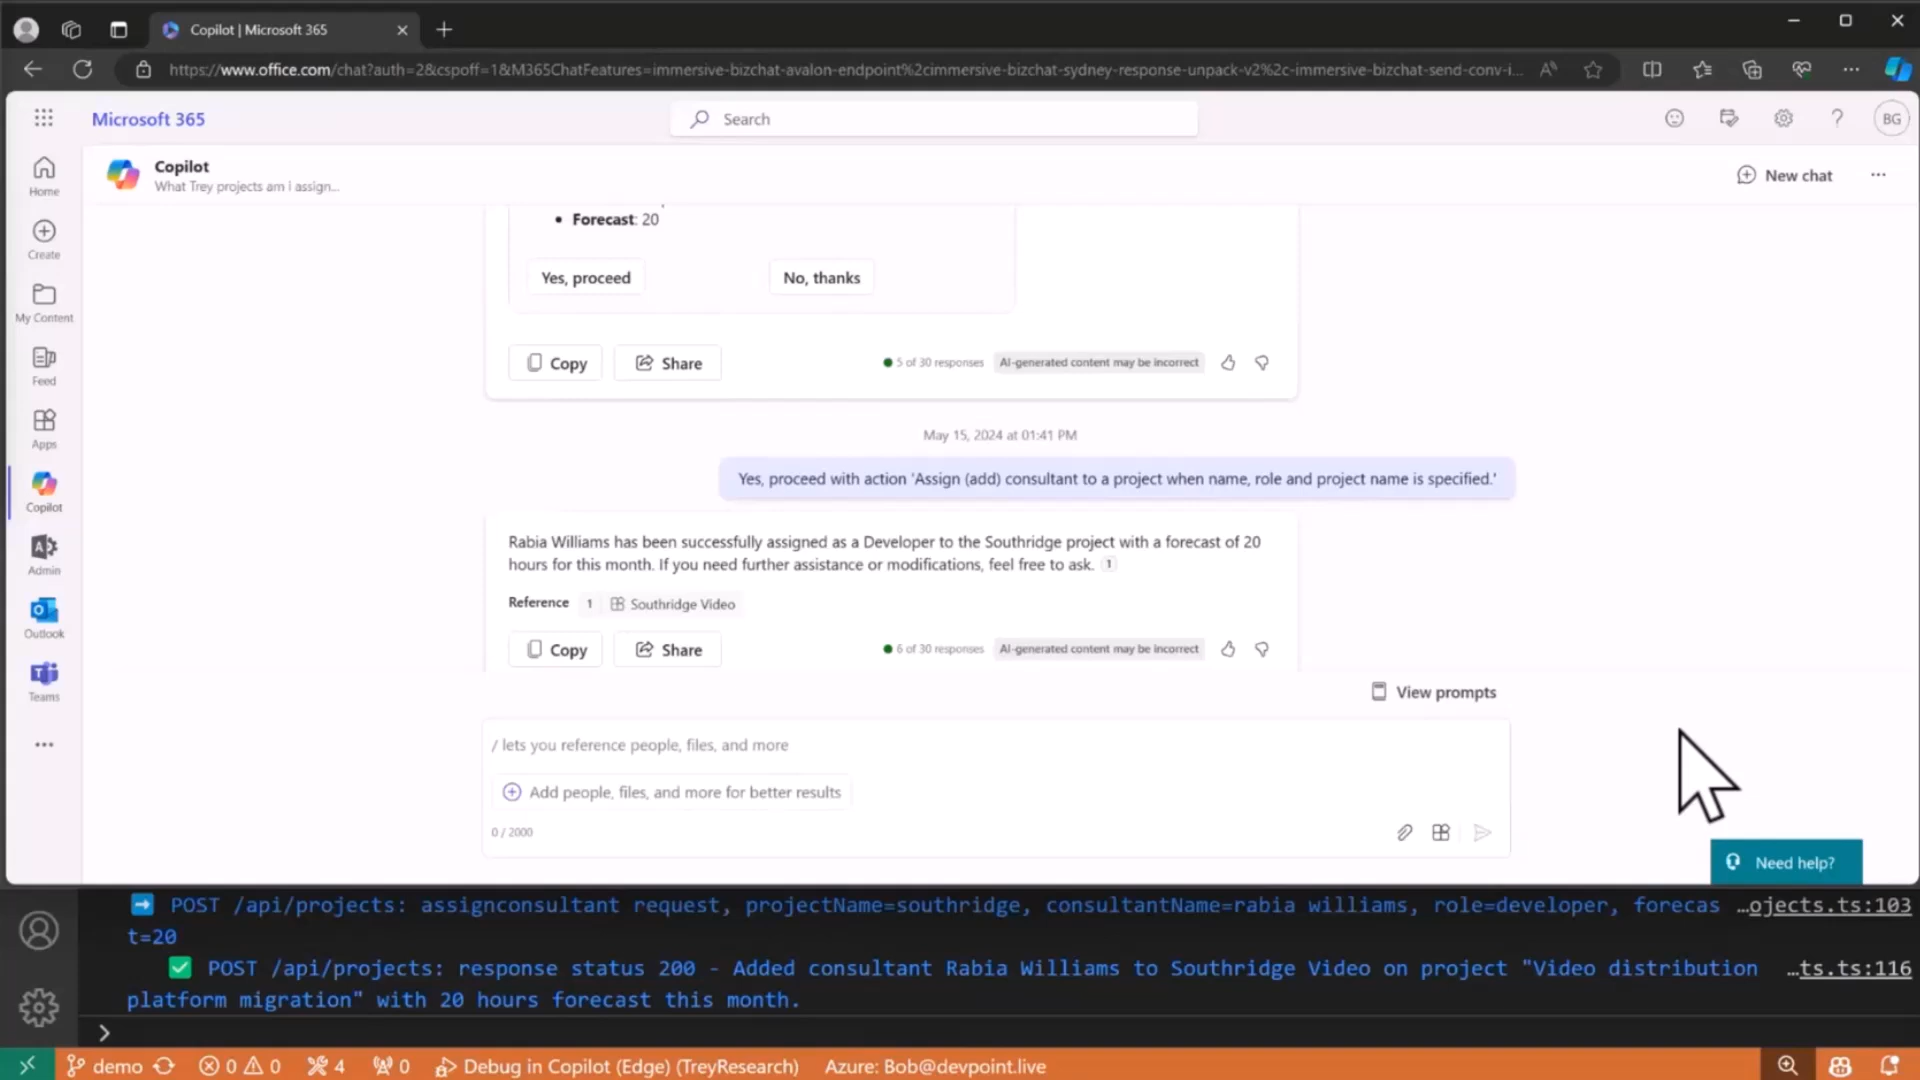 Copilot | Microsoft 365
https://www.office.com/chat?auth=2&cspoff=1&M365ChatFeatures=immersive-bizchat-avalon-endpoint%2cimmersive-bizchat-sydney-response-unpack-v2%2c-immersive-bizchat-send-conv-i...
Microsoft 365
Search
BG
Copilot
What Trey projects am I assign...
New chat
Home
Create
My Content
Feed
Apps
Copilot
Admin
Outlook
Teams
• Forecast: 20
Yes, proceed
No, thanks
Copy
Share
5 of 30 responses
AI-generated content may be incorrect
May 15, 2024 at 01:41 PM
Yes, proceed with action 'Assign (add) consultant to a project when name, role and project name is specified.'
Rabia Williams has been successfully assigned as a Developer to the Southridge project with a forecast of 20
hours for this month. If you need further assistance or modifications, feel free to ask. 1
Reference 1 Southridge Video
Copy
Share
6 of 30 responses
AI-generated content may be incorrect
View prompts
/ lets you reference people, files, and more
Add people, files, and more for better results
0 / 2000
Need help?
POST /api/projects: assignconsultant request, projectName=southridge, consultantName=rabia williams, role=developer, forecas …ojects.ts:103
t=20
POST /api/projects: response status 200 - Added consultant Rabia Williams to Southridge Video on project "Video distribution …ts.ts:116
platform migration" with 20 hours forecast this month.
demo 0 0 4 0 Debug in Copilot (Edge) (TreyResearch) Azure: Bob@devpoint.live